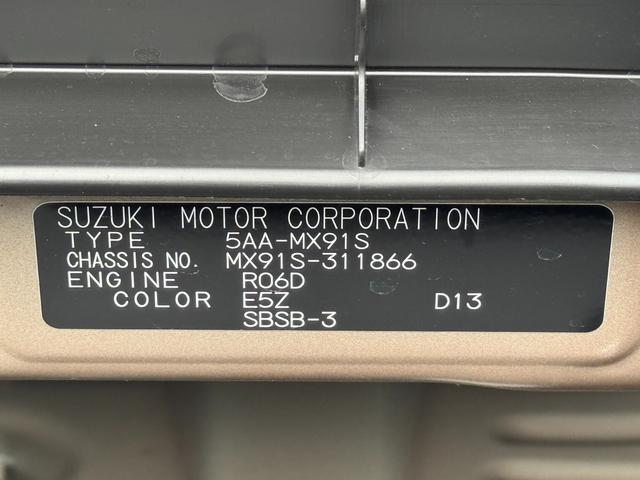 SUZUKI MOTOR CORPORATION
TYPE 5AA-MX91S
CHASSIS NO. MX91S-311866
ENGINE R06D
COLOR E5Z D13
SBSB-3